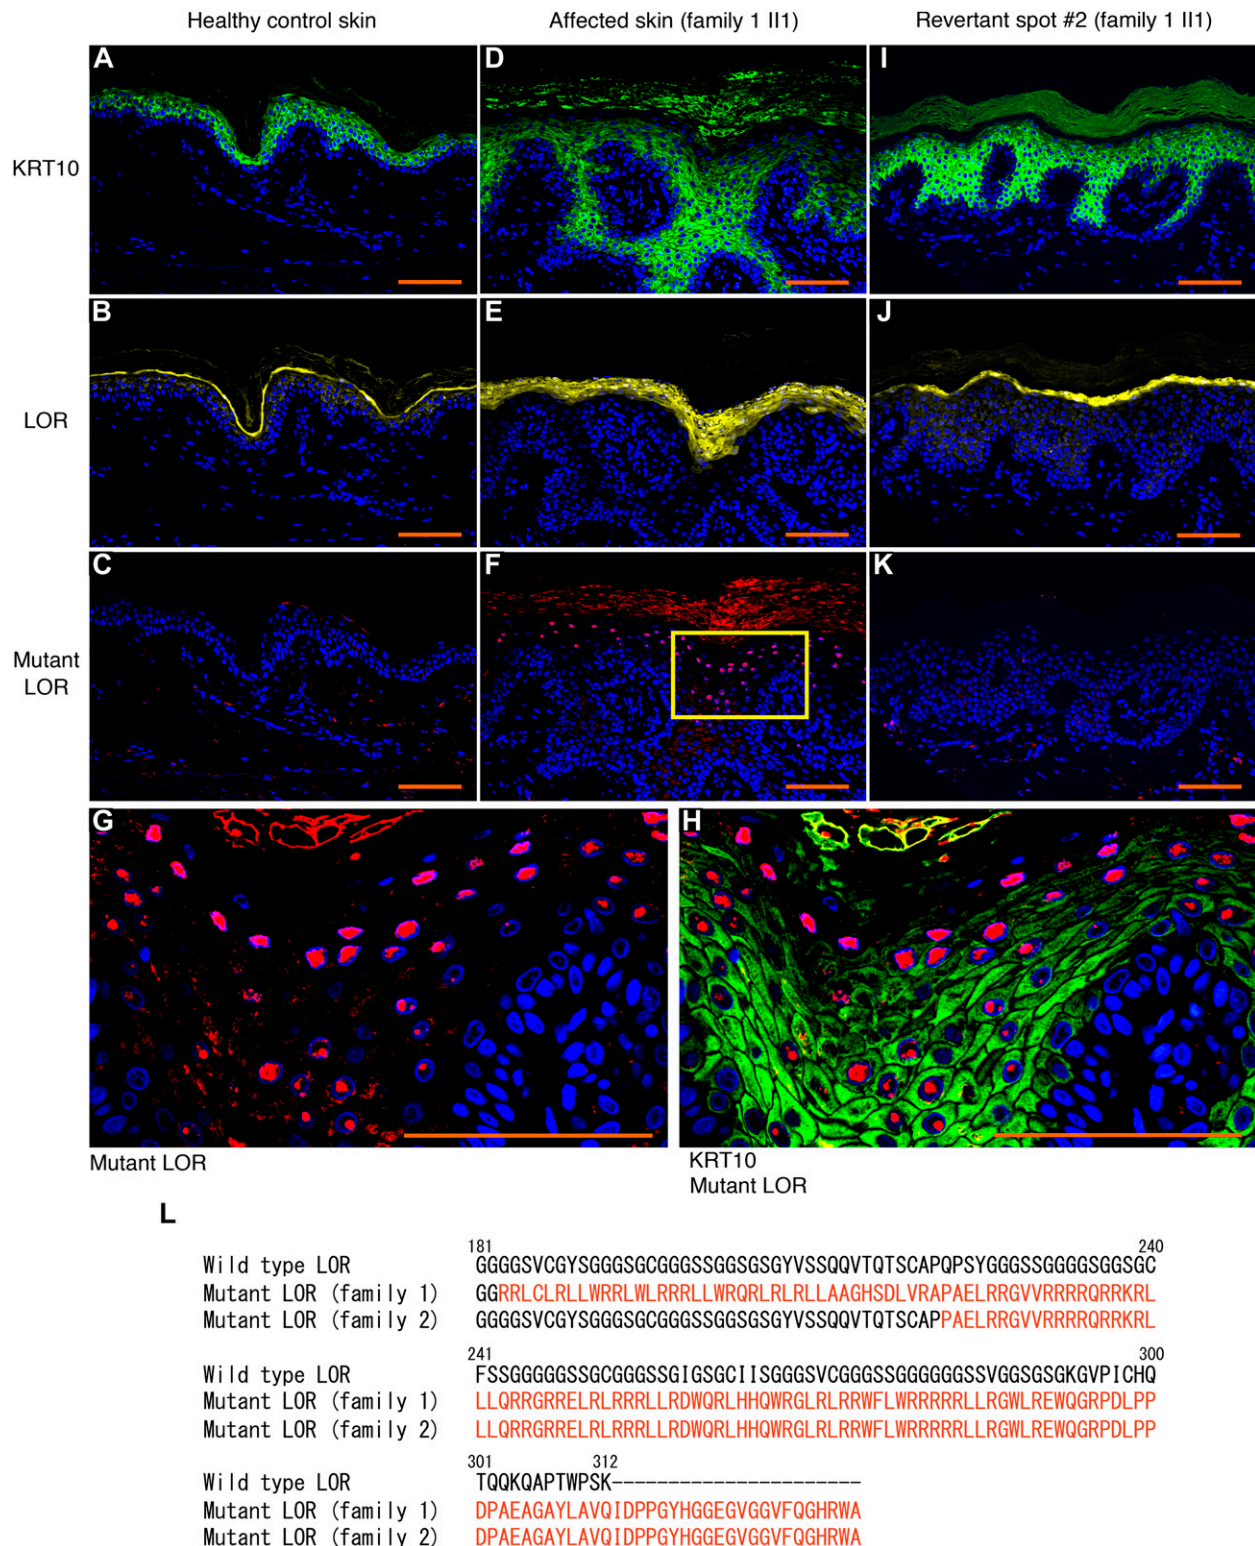 Healthy control skin Affected skin (family 1 II1) Revertant spot #2 (family 1 II1)
A D I
KRT10
B E J
LOR
C F K
Mutant
LOR
G H
Mutant LOR
KRT10
Mutant LOR
L
181 240
Wild type LOR GGGGSVCGYSGGGSGCGGGSSGGSGSGYVSSQQVTQTSCAPQPSYGGGSSGGGGSGGSGC
Mutant LOR (family 1) GGRRLCLRLLWRRLWLRRRLLWRQRLRLRLLAAGHSDLVRAPAELRRGVVRRRRQRRKRL
Mutant LOR (family 2) GGGGSVCGYSGGGSGCGGGSSGGSGSGYVSSQQVTQTSCAPPAELRRGVVRRRRQRRKRL
241 300
Wild type LOR FSSGGGGGSSGCGGGSSGIGSGCIISGGGSVCGGGSSGGGGGGSSVGGSGSGKGVPICHQ
Mutant LOR (family 1) LLQRRGRRELRLRRRLLRDWQRLHHQWRGLRLRRWFLWRRRRRRLLRGWLREWQGRPDLPP
Mutant LOR (family 2) LLQRRGRRELRLRRRLLRDWQRLHHQWRGLRLRRWFLWRRRRRRLLRGWLREWQGRPDLPP
301 312
Wild type LOR TQQKQAPTWPSK----------------------
Mutant LOR (family 1) DPAEAGAYLAVQIDPPGYHGGEGVGGVFQGHRWA
Mutant LOR (family 2) DPAEAGAYLAVQIDPPGYHGGEGVGGVFQGHRWA